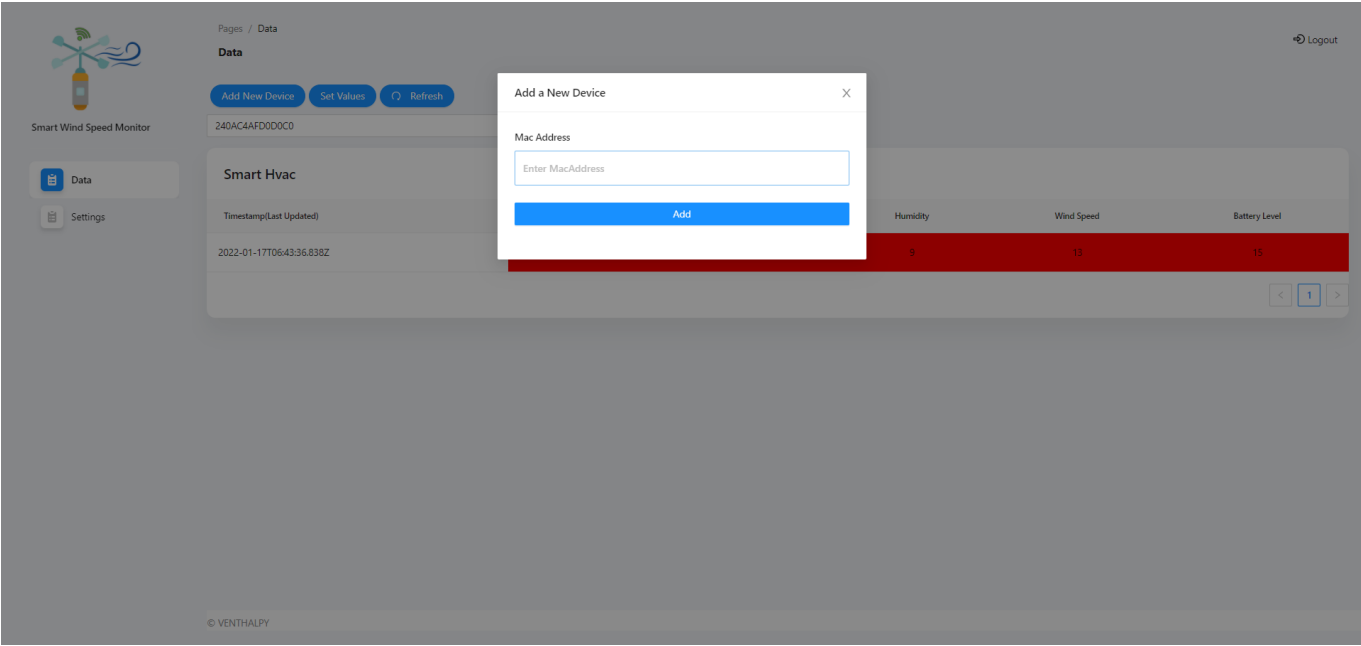 Pages / Data
Data
Logout
Add New Device
Set Values
Refresh
Smart Wind Speed Monitor
240AC4AFD0D0C0
Data
Settings
Add a New Device
Mac Address
Enter MacAddress
Add
Smart Hvac
Timestamp(Last Updated) Humidity Wind Speed Battery Level
2022-01-17T06:43:36.838Z 9 13 15
< 1 >
© VENTHALPY